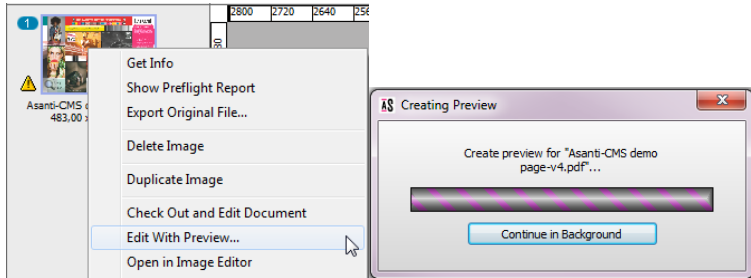 2800 2720 2640
1
Asanti-CMS
483,00
Get Info
Show Preflight Report
Export Original File...
Delete Image
Duplicate Image
Check Out and Edit Document
Edit With Preview...
Open in Image Editor
AS Creating Preview
Create preview for "Asanti-CMS demo
page-v4.pdf"...
Continue in Background